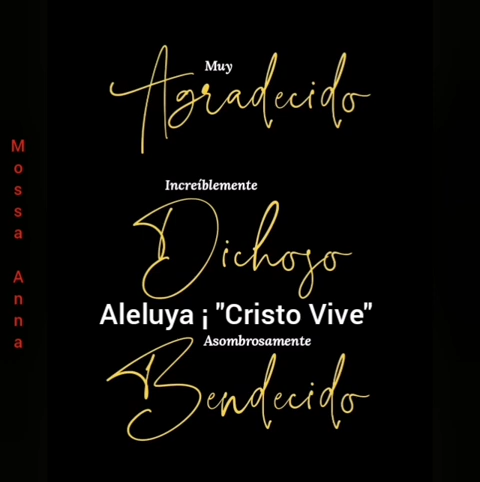 Muy
Agradecido
Increíblemente
Dichoso
Aleluya ¡ "Cristo Vive"
Asombrosamente
Bendecido
Mossa Anna